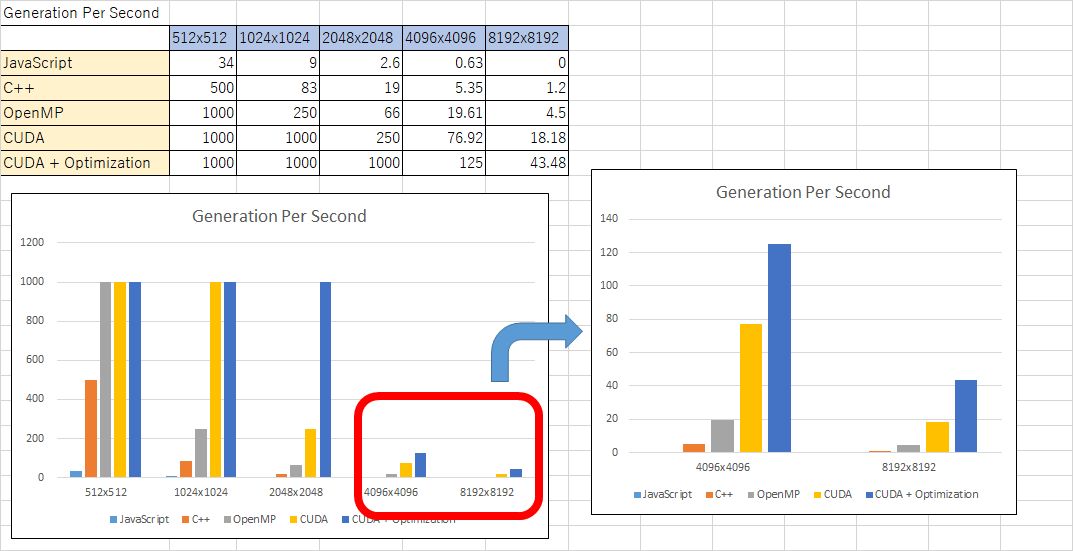 Generation Per Second
512x512 1024x1024 2048x2048 4096x4096 8192x8192
JavaScript 34 9 2.6 0.63 0
C++ 500 83 19 5.35 1.2
OpenMP 1000 250 66 19.61 4.5
CUDA 1000 1000 250 76.92 18.18
CUDA + Optimization 1000 1000 1000 125 43.48
Generation Per Second
1200
1000
800
600
400
200
0
512x512 1024x1024 2048x2048 4096x4096 8192x8192
JavaScript C++ OpenMP CUDA CUDA + Optimization
Generation Per Second
140
120
100
80
60
40
20
0
4096x4096 8192x8192
JavaScript C++ OpenMP CUDA CUDA + Optimization